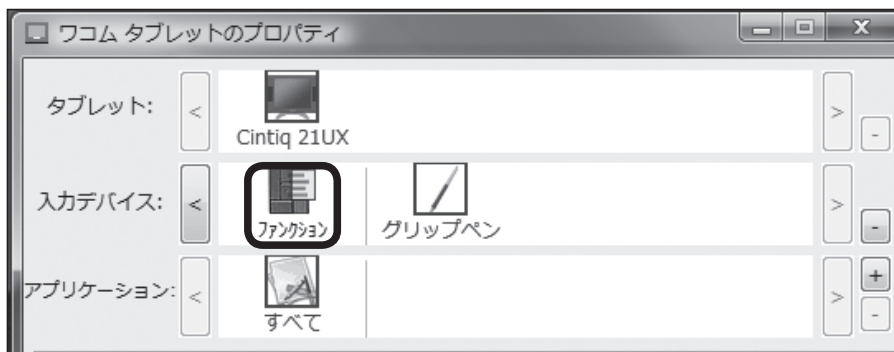 ワコム タブレットのプロパティ
タブレット:
Cintiq 21UX
入力デバイス:
ファンクション
グリップペン
アプリケーション:
すべて